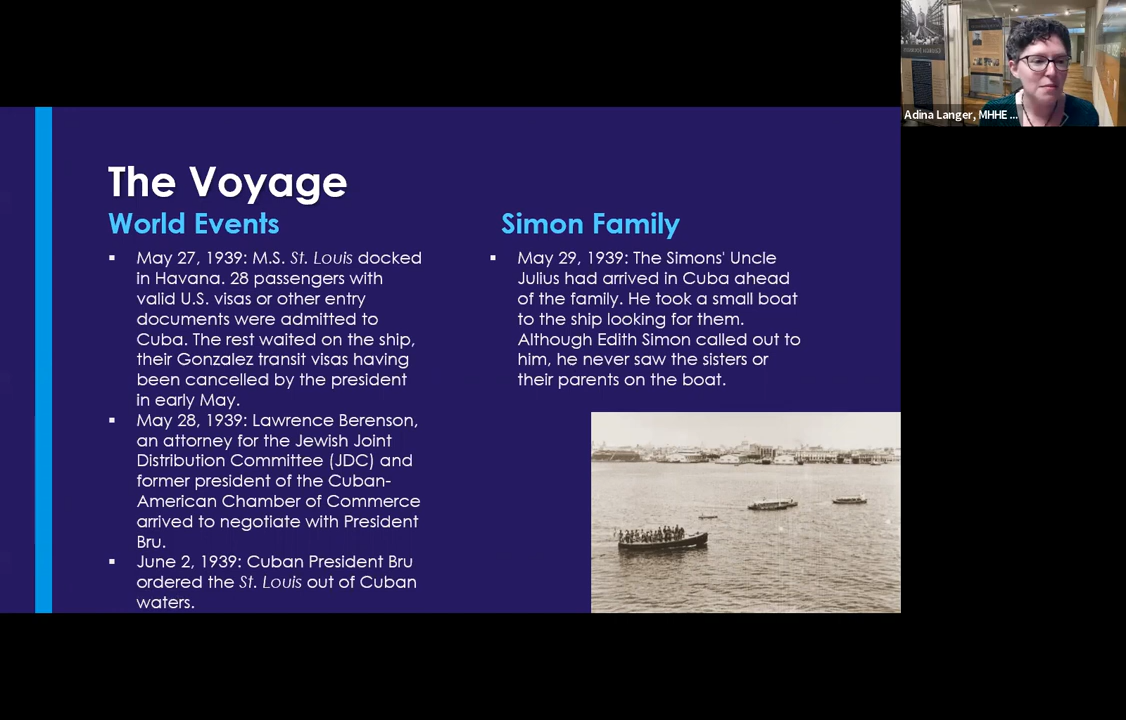 Adina Langer, MHHE ...
The Voyage
World Events
▪ May 27, 1939: M.S. St. Louis docked
in Havana. 28 passengers with
valid U.S. visas or other entry
documents were admitted to
Cuba. The rest waited on the ship,
their Gonzalez transit visas having
been cancelled by the president
in early May.
▪ May 28, 1939: Lawrence Berenson,
an attorney for the Jewish Joint
Distribution Committee (JDC) and
former president of the Cuban-
American Chamber of Commerce
arrived to negotiate with President
Bru.
▪ June 2, 1939: Cuban President Bru
ordered the St. Louis out of Cuban
waters.
Simon Family
▪ May 29, 1939: The Simons' Uncle
Julius had arrived in Cuba ahead
of the family. He took a small boat
to the ship looking for them.
Although Edith Simon called out to
him, he never saw the sisters or
their parents on the boat.